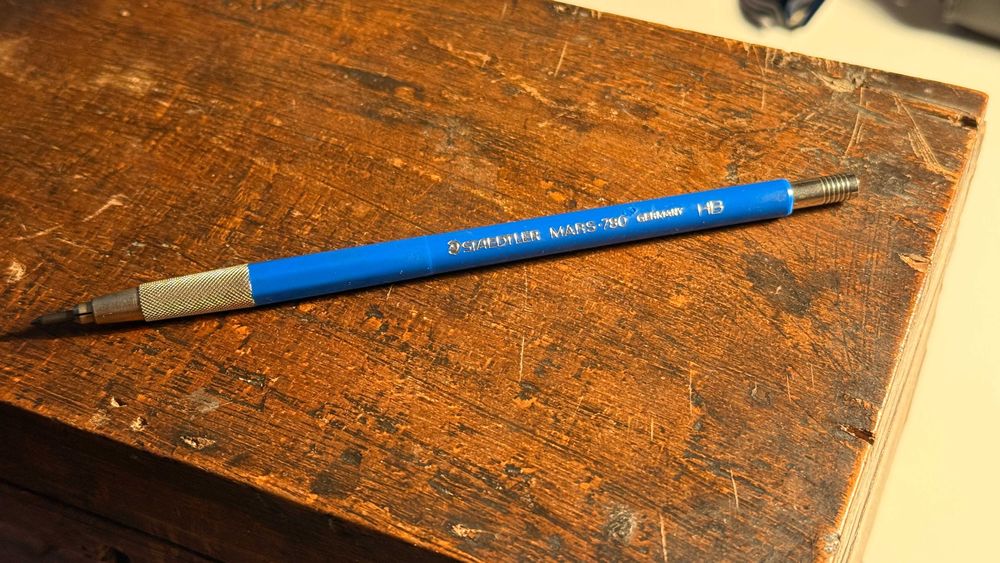 STAEDTLER MARS-780 GERMANY HB